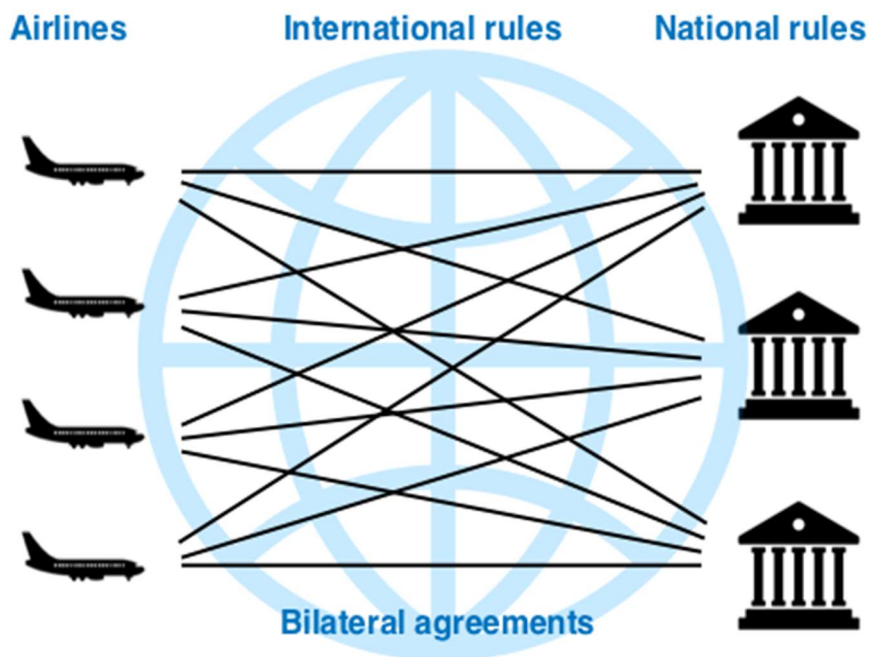 Airlines
International rules
National rules
Bilateral agreements